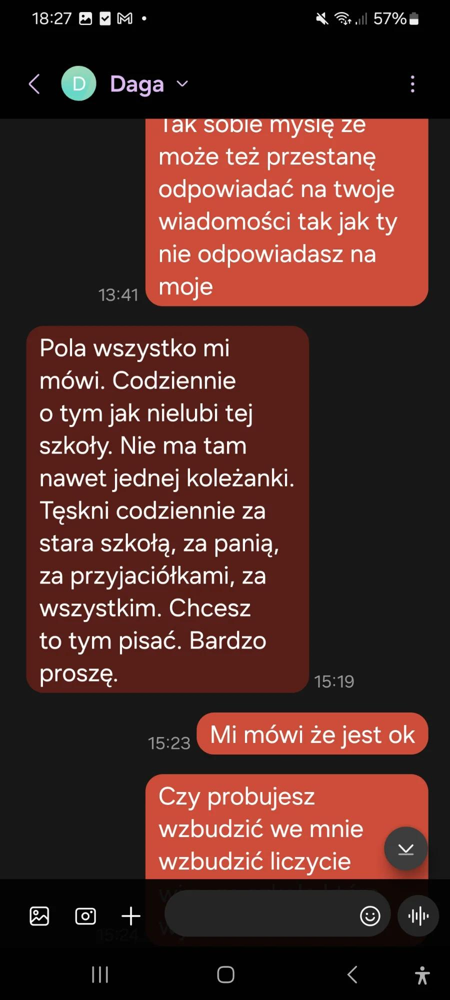 18:27
57%
D Daga
Tak sobie myślę że
może też przestanę
odpowiadać na twoje
wiadomości tak jak ty
nie odpowiadasz na
moje
13:41
Pola wszystko mi
mówi. Codziennie
o tym jak nielubi tej
szkoły. Nie ma tam
nawet jednej koleżanki.
Tęskni codziennie za
stara szkołą, za panią,
za przyjaciółkami, za
wszystkim. Chcesz
to tym pisać. Bardzo
proszę.
15:19
Mi mówi że jest ok
15:23
Czy probujesz
wzbudzić we mnie
wzbudzić liczycie
15:24